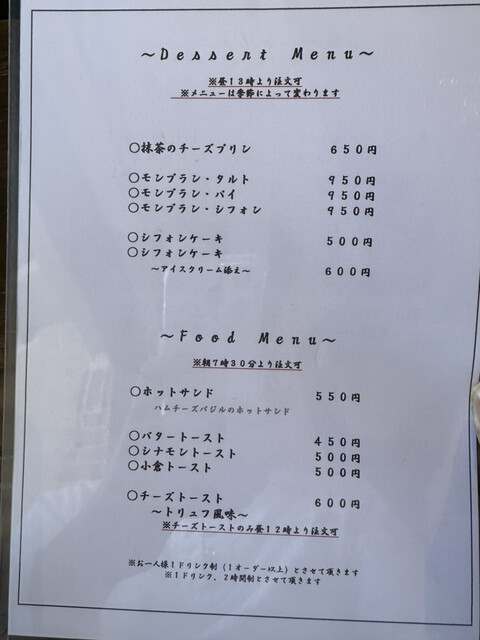 ～Dessert Menu～
※昼13時より注文可
※メニューは季節によって変わります
○抹茶のチーズプリン 650円
○モンブラン・タルト 950円
○モンブラン・パイ 950円
○モンブラン・シフォン 950円
○シフォンケーキ 500円
○シフォンケーキ
～アイスクリーム添え～ 600円
～Food Menu～
※朝7時30分より注文可
○ホットサンド 550円
ハムチーズバジルのホットサンド
○バタートースト 450円
○シナモントースト 500円
○小倉トースト 500円
○チーズトースト 600円
～トリュフ風味～
※チーズトーストのみ昼12時より注文可
※お一人様1ドリンク制（1オーダー以上）とさせて頂きます
※1ドリンク、2時間制とさせて頂きます